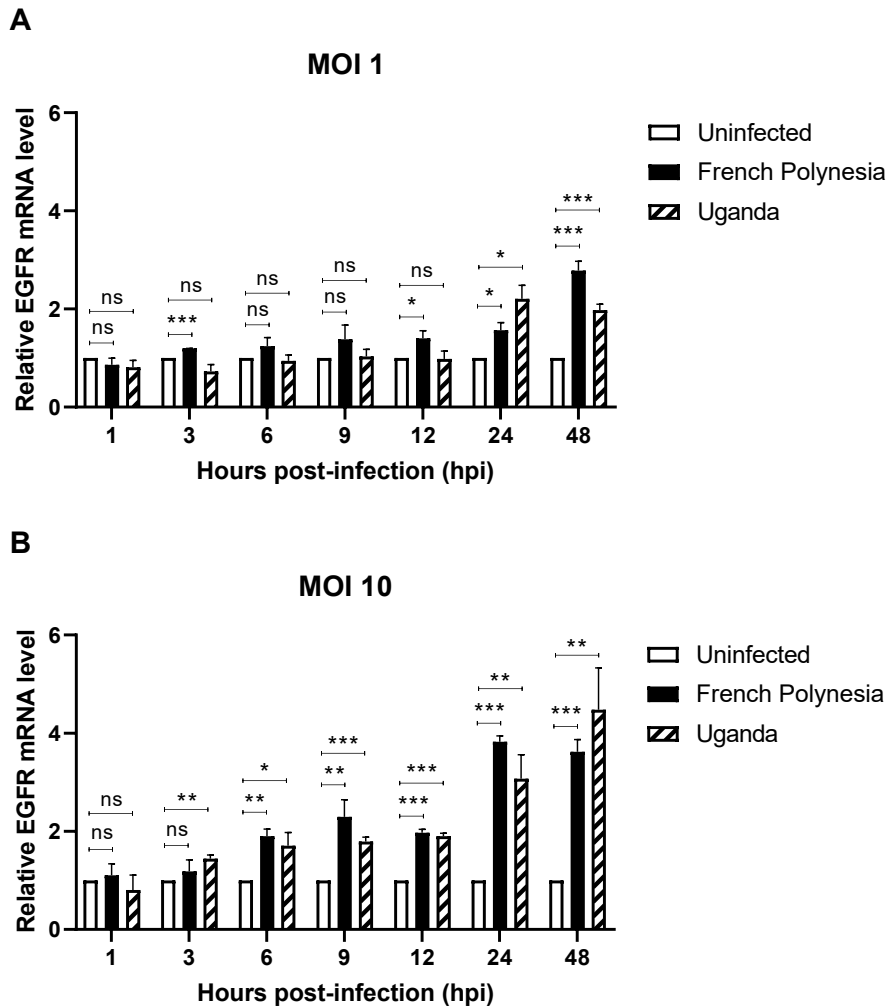 A
MOI 1
Relative EGFR mRNA level
6
4
2
0
ns
ns
ns
***
ns
ns
ns
ns
ns
*
*
*
***
***
1 3 6 9 12 24 48
Hours post-infection (hpi)
Uninfected
French Polynesia
Uganda
B
MOI 10
Relative EGFR mRNA level
6
4
2
0
ns
ns
**
ns
*
**
***
**
***
***
**
***
**
***
1 3 6 9 12 24 48
Hours post-infection (hpi)
Uninfected
French Polynesia
Uganda